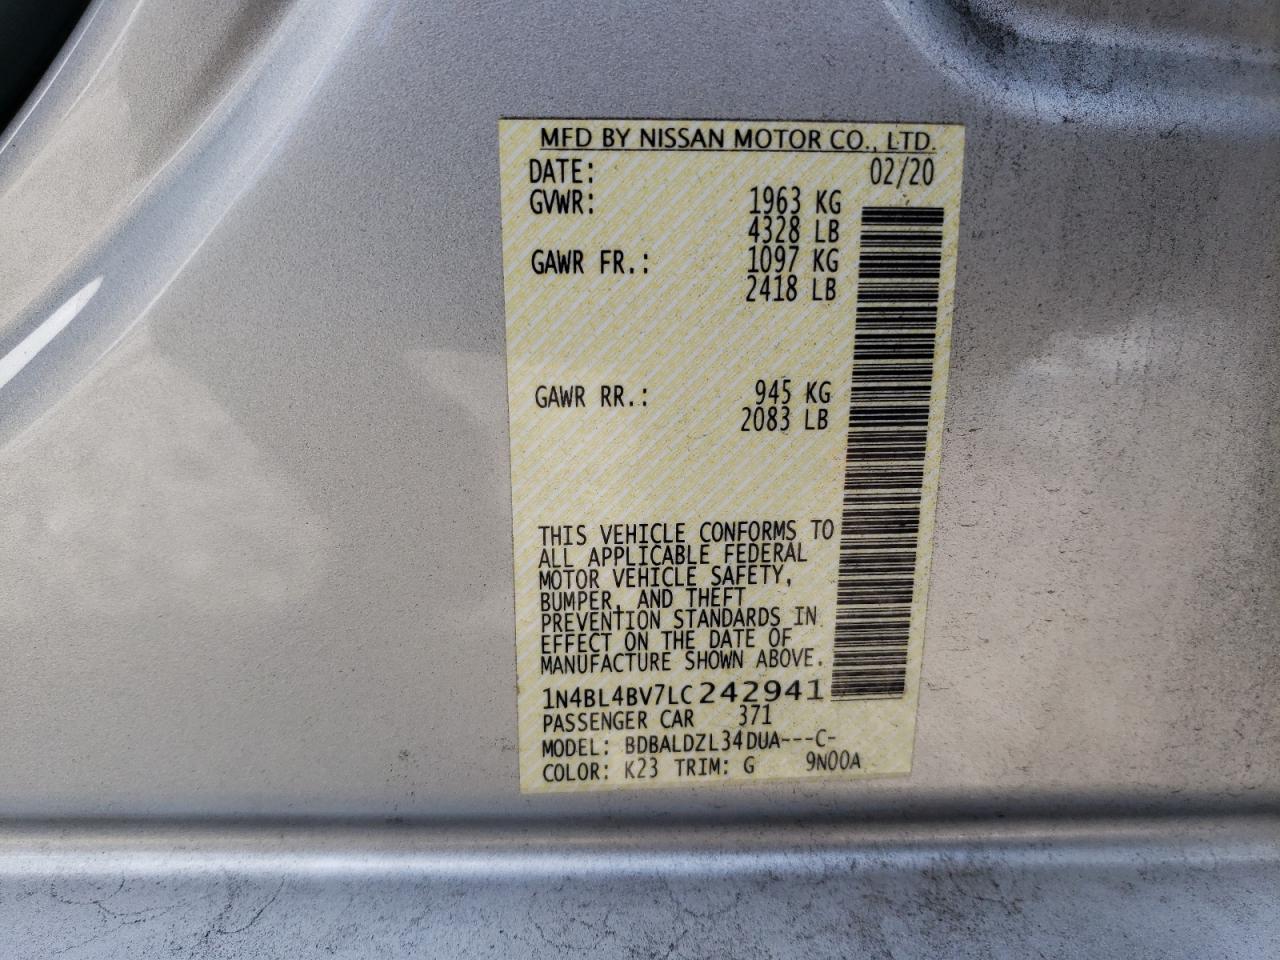 MFD BY NISSAN MOTOR CO., LTD.
DATE: 02/20
GVWR: 1963 KG
4328 LB
GAWR FR.: 1097 KG
2418 LB
GAWR RR.: 945 KG
2083 LB
THIS VEHICLE CONFORMS TO
ALL APPLICABLE FEDERAL
MOTOR VEHICLE SAFETY,
BUMPER, AND THEFT
PREVENTION STANDARDS IN
EFFECT ON THE DATE OF
MANUFACTURE SHOWN ABOVE.
1N4BL4BV7LC242941
PASSENGER CAR 371
MODEL: BDBALDZL34DUA---C-
COLOR: K23 TRIM: G 9N00A